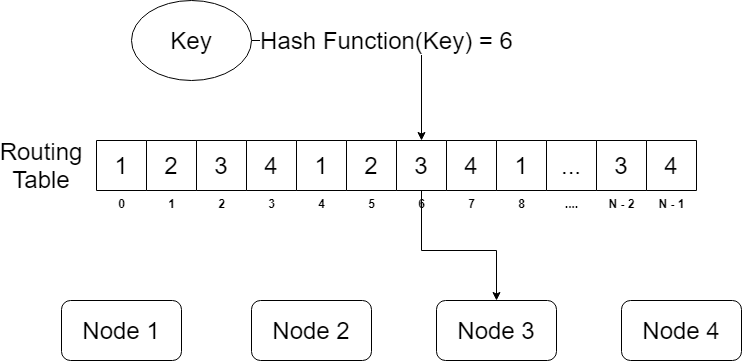 Key
Hash Function(Key) = 6
Routing
Table
1 2 3 4 1 2 3 4 1 ... 3 4
0 1 2 3 4 5 6 7 8 .... N - 2 N - 1
Node 1 Node 2 Node 3 Node 4